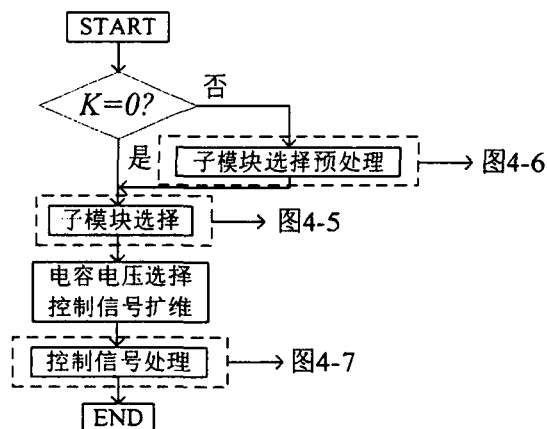 START
K=0?
否
是
子模块选择预处理
图4-6
子模块选择
图4-5
电容电压选择
控制信号扩维
控制信号处理
图4-7
END